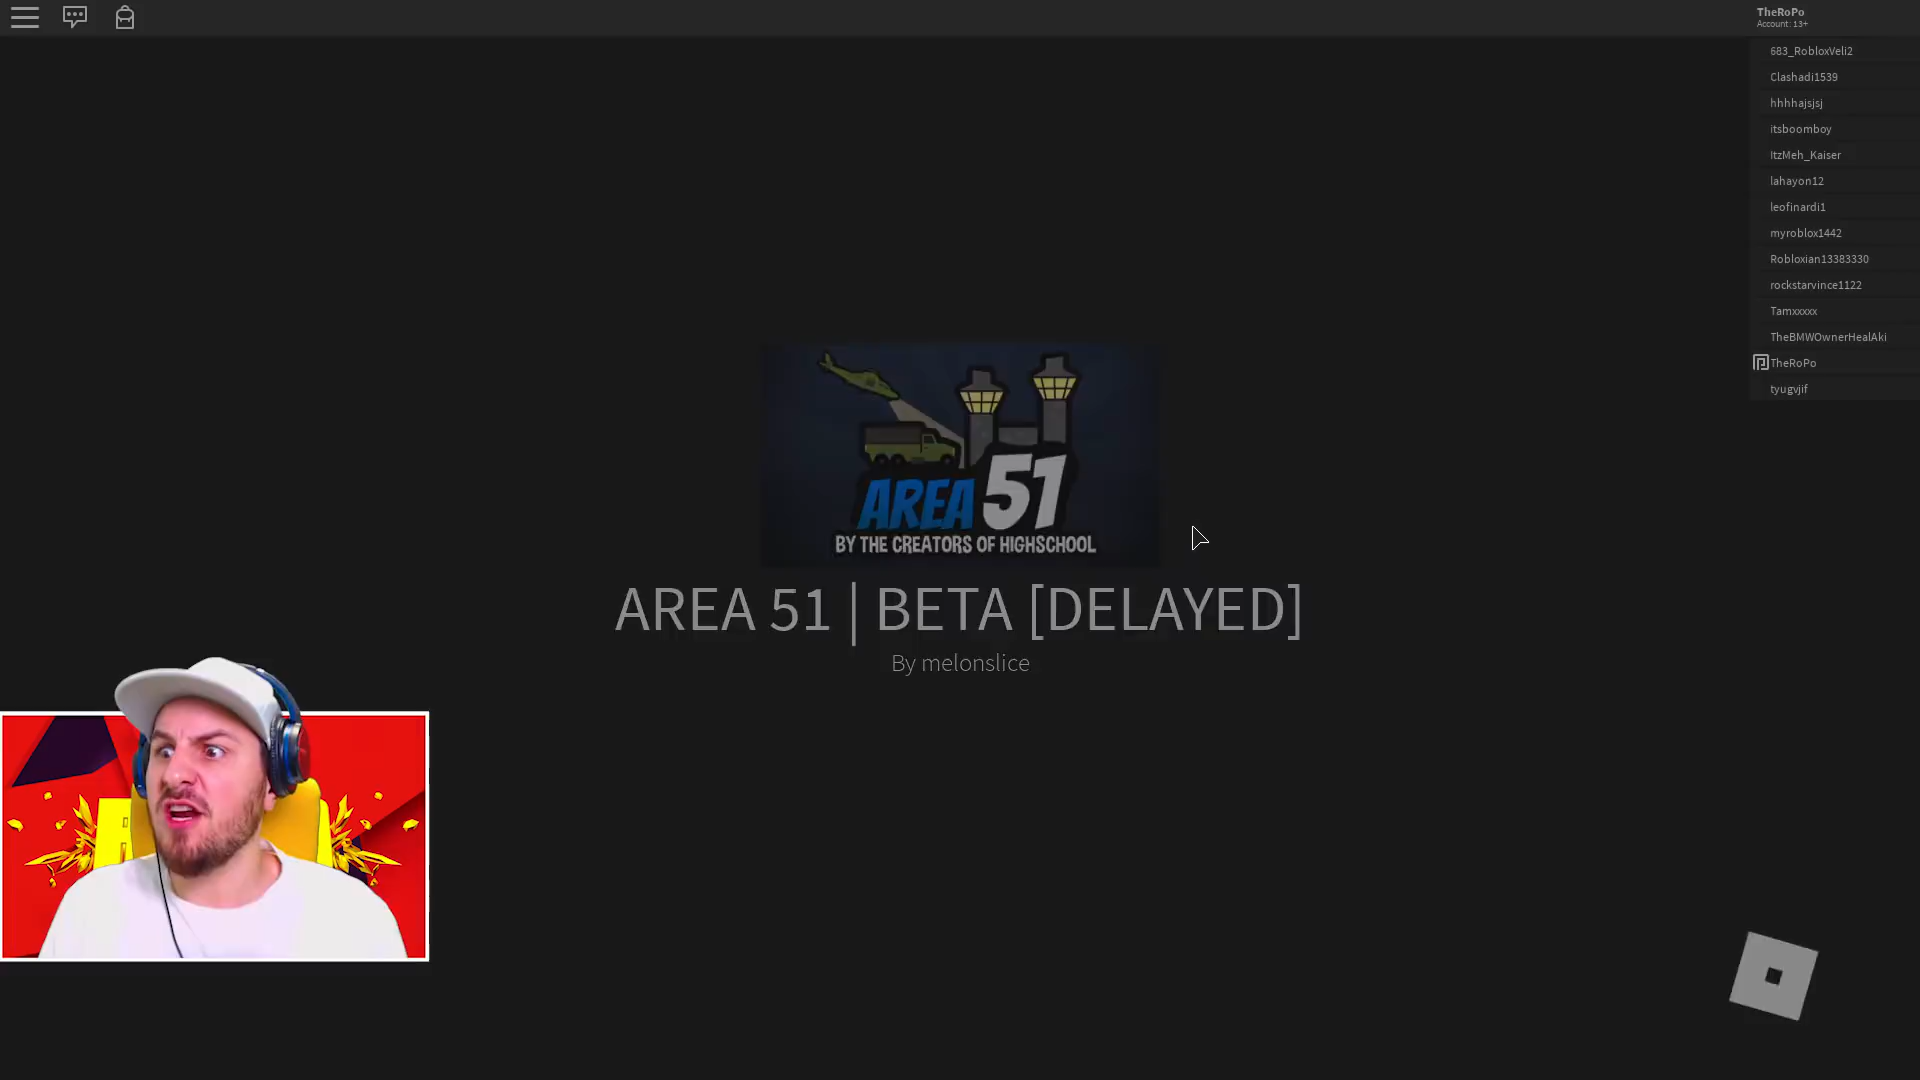 TheRoPo
Account: 13+
683_RobloxVeli2
Clashadi1539
hhhhajsjsj
itsboomboy
ItzMeh_Kaiser
lahayon12
leofinardi1
myroblox1442
Robloxian13383330
rockstarvince1122
Tamxxxxx
TheBMWOwnerHealAki
TheRoPo
tyugvjif
AREA 51
BY THE CREATORS OF HIGHSCHOOL
AREA 51 | BETA [DELAYED]
By melonslice